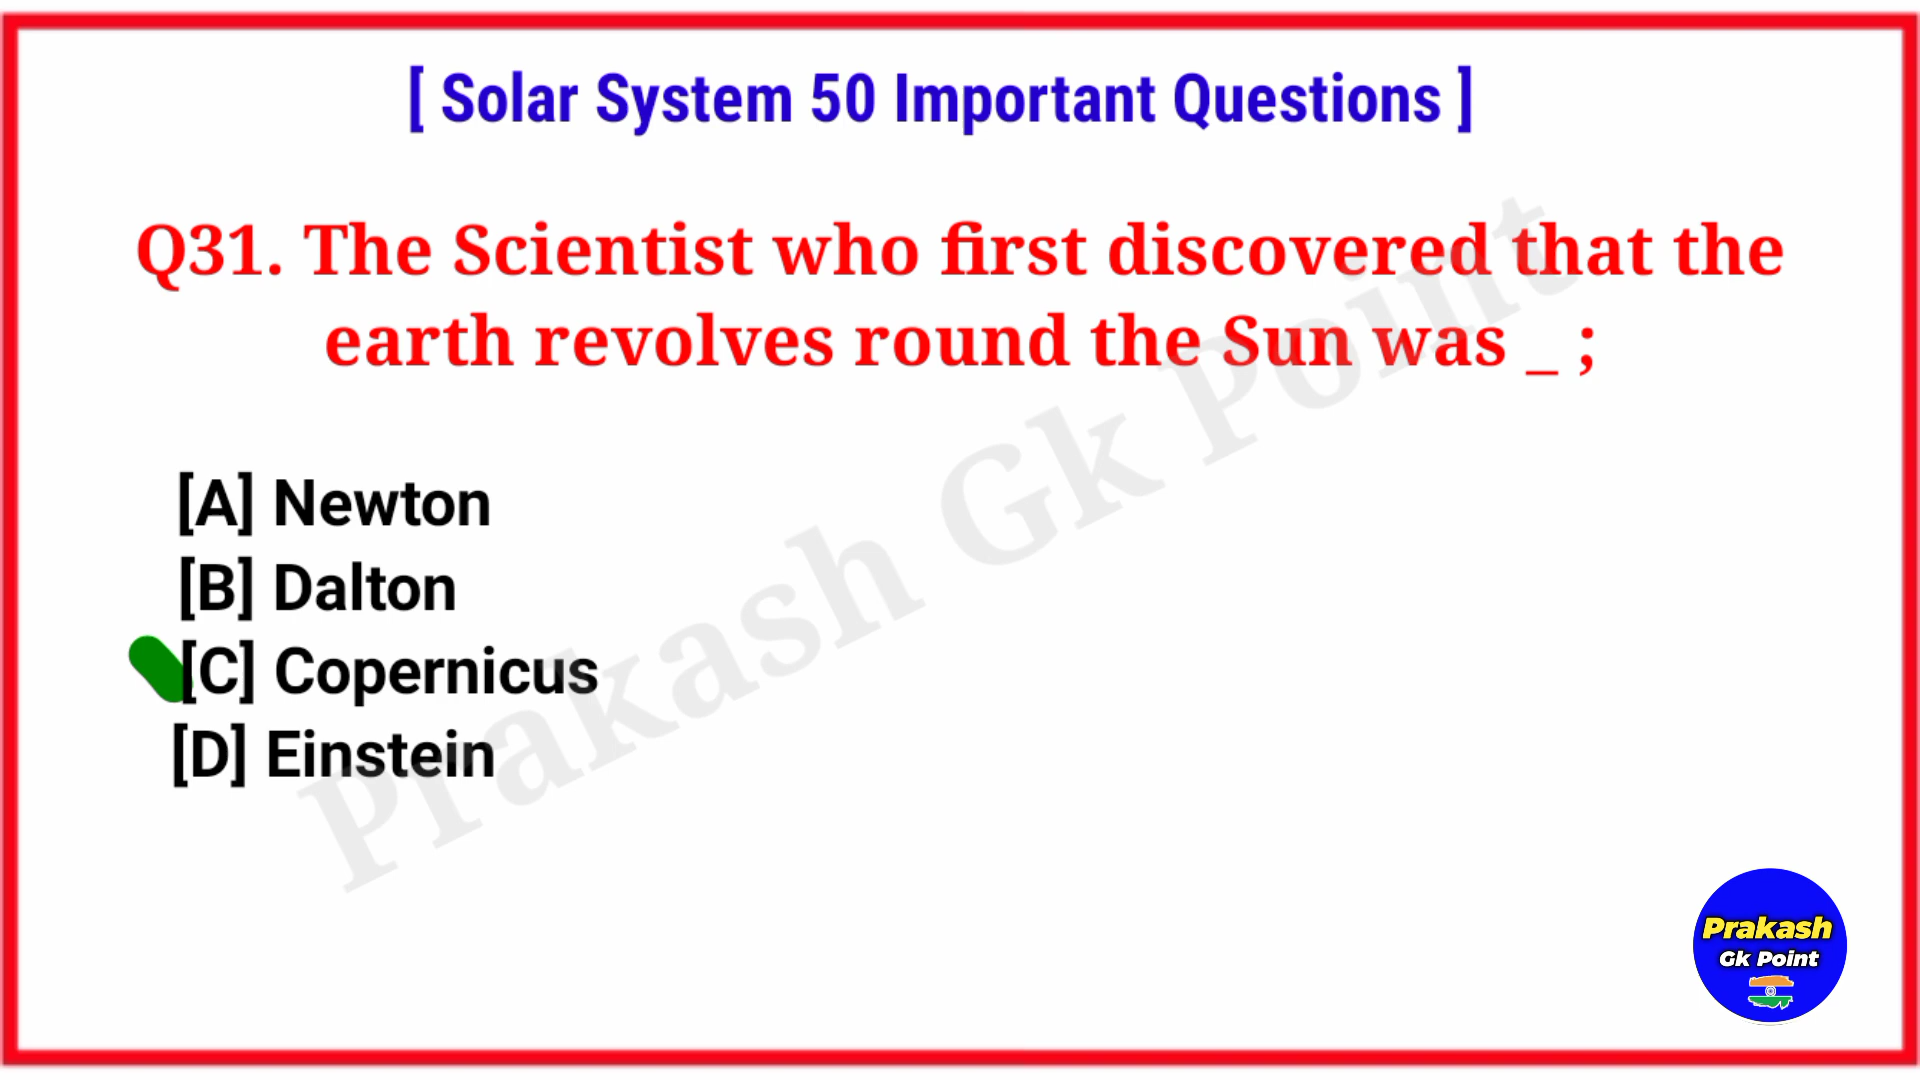 [ Solar System 50 Important Questions ]
Q31. The Scientist who first discovered that the
earth revolves round the Sun was _ ;
[A] Newton
[B] Dalton
[C] Copernicus
[D] Einstein
Prakash Gk Point
Prakash
Gk Point